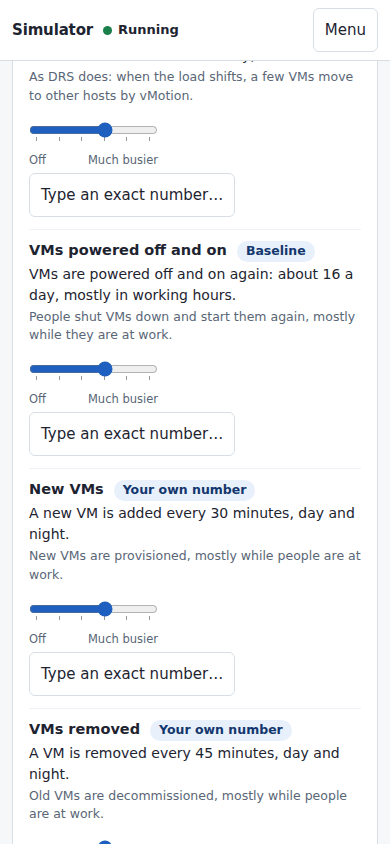 Simulator
Running
Menu
As DRS does: when the load shifts, a few VMs move
to other hosts by vMotion.
Off
Much busier
Type an exact number...
VMs powered off and on
Baseline
VMs are powered off and on again: about 16 a
day, mostly in working hours.
People shut VMs down and start them again, mostly
while they are at work.
Off
Much busier
Type an exact number...
New VMs
Your own number
A new VM is added every 30 minutes, day and
night.
New VMs are provisioned, mostly while people are at
work.
Off
Much busier
Type an exact number...
VMs removed
Your own number
A VM is removed every 45 minutes, day and
night.
Old VMs are decommissioned, mostly while people
are at work.